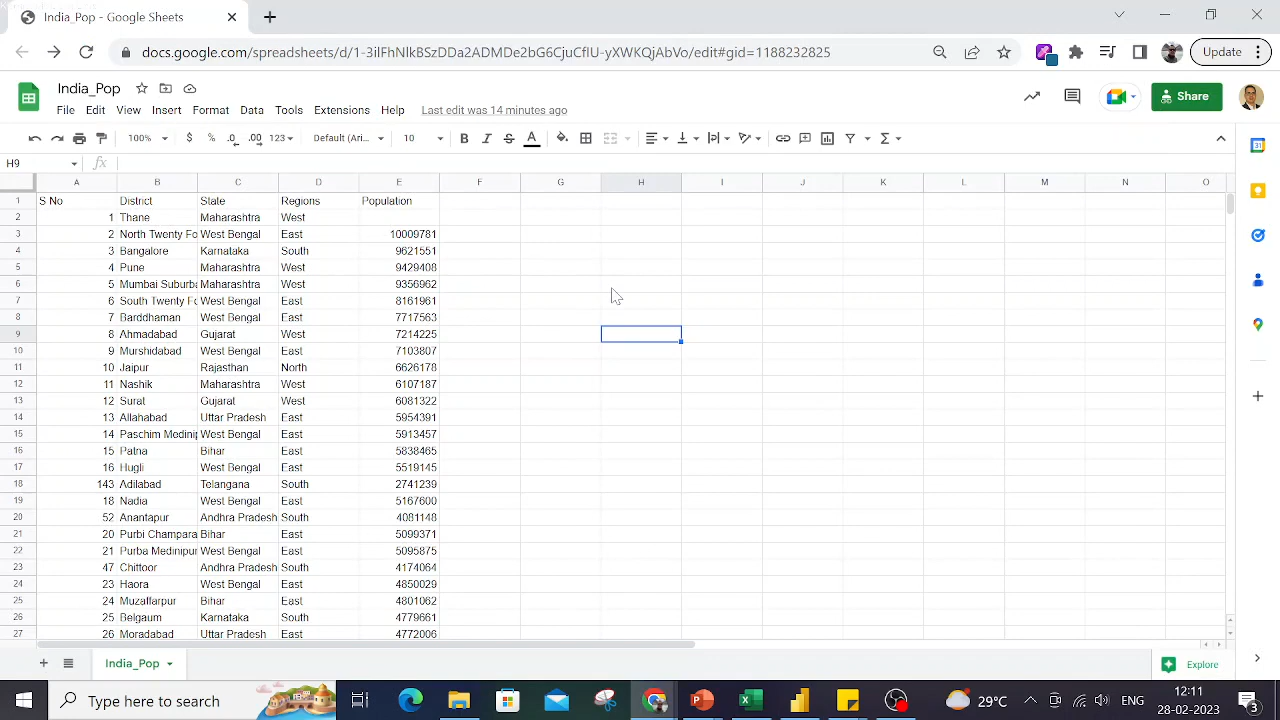 India_Pop - Google Sheets
docs.google.com/spreadsheets/d/1-3ilFhNlkBSzDDa2ADMDe2bG6CjuCflU-yXWKQjAbVo/edit#gid=1188232825
Update
India_Pop
File Edit View Insert Format Data Tools Extensions Help Last edit was 14 minutes ago
Share
100% $ % .0 .00 123 Default (Ari... 10 B I S A
31
H9 fx
A B C D E F G H I J K L M N O
1 S No District State Regions Population
2 1 Thane Maharashtra West
3 2 North Twenty Fo West Bengal East 10009781
4 3 Bangalore Karnataka South 9621551
5 4 Pune Maharashtra West 9429408
6 5 Mumbai Suburba Maharashtra West 9356962
7 6 South Twenty Fo West Bengal East 8161961
8 7 Barddhaman West Bengal East 7717563
9 8 Ahmadabad Gujarat West 7214225
10 9 Murshidabad West Bengal East 7103807
11 10 Jaipur Rajasthan North 6626178
12 11 Nashik Maharashtra West 6107187
13 12 Surat Gujarat West 6081322
14 13 Allahabad Uttar Pradesh East 5954391
15 14 Paschim Medinip West Bengal East 5913457
16 15 Patna Bihar East 5838465
17 16 Hugli West Bengal East 5519145
18 143 Adilabad Telangana South 2741239
19 18 Nadia West Bengal East 5167600
20 52 Anantapur Andhra Pradesh South 4081148
21 20 Purbi Champara Bihar East 5099371
22 21 Purba Medinipur West Bengal East 5095875
23 47 Chittoor Andhra Pradesh South 4174064
24 23 Haora West Bengal East 4850029
25 24 Muzaffarpur Bihar East 4801062
26 25 Belgaum Karnataka South 4779661
27 26 Moradabad Uttar Pradesh East 4772006
India_Pop
Explore
Type here to search
29°C ENG 12:11
28-02-2023
3